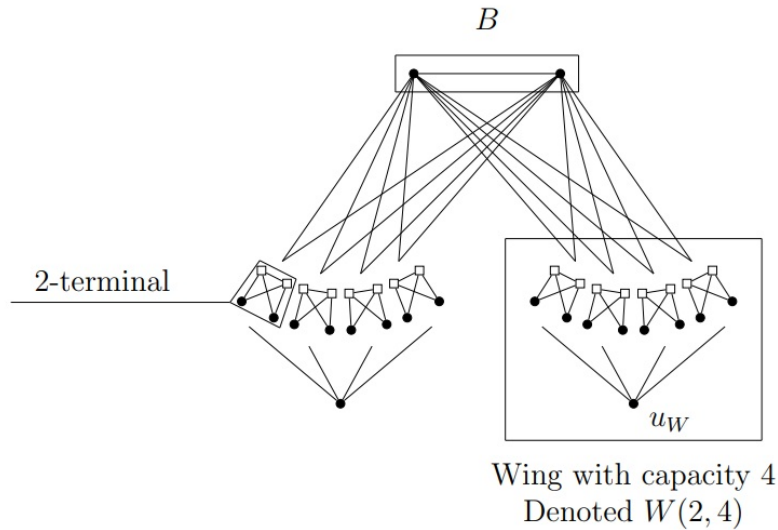 B
2-terminal
u_W
Wing with capacity 4
Denoted W(2, 4)